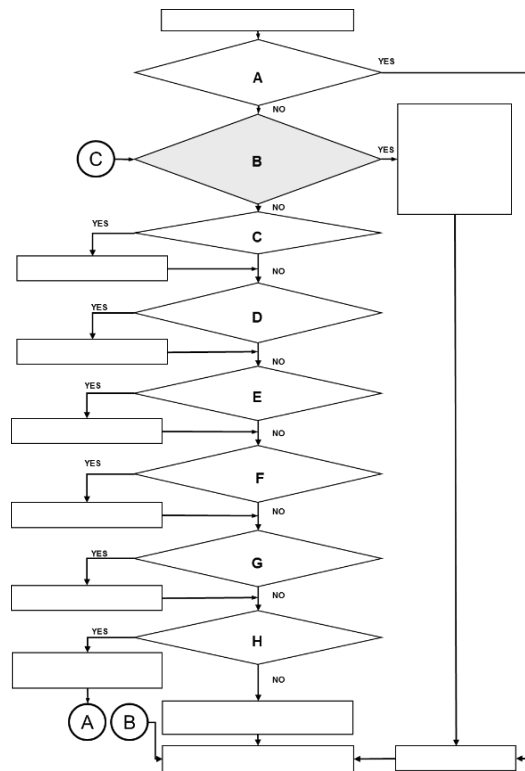 YES
A
NO
C
B
YES
NO
YES
C
NO
YES
D
NO
YES
E
NO
YES
F
NO
YES
G
NO
YES
H
NO
A
B